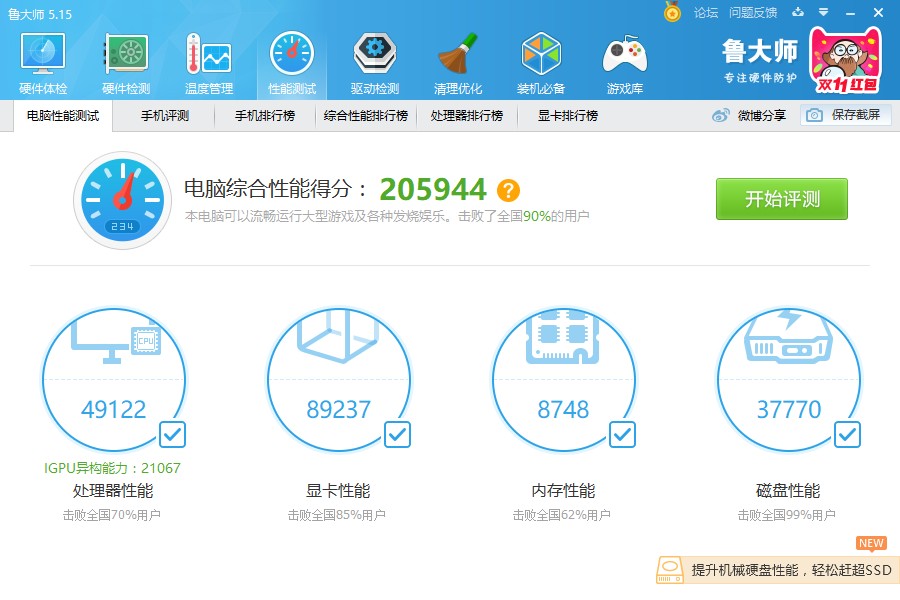 鲁大师 5.15
论坛 问题反馈
硬件体检 硬件检测 温度管理 性能测试 驱动检测 清理优化 装机必备 游戏库
鲁大师
专注硬件防护
双11红包
电脑性能测试 手机评测 手机排行榜 综合性能排行榜 处理器排行榜 显卡排行榜 微博分享 保存截屏
电脑综合性能得分： 205944 ?
本电脑可以流畅运行大型游戏及各种发烧娱乐。击败了全国90%的用户
开始评测
234
CPU
49122 89237 8748 37770
IGPU异构能力：21067
处理器性能 显卡性能 内存性能 磁盘性能
击败全国70%用户 击败全国85%用户 击败全国62%用户 击败全国99%用户
NEW
提升机械硬盘性能，轻松赶超SSD